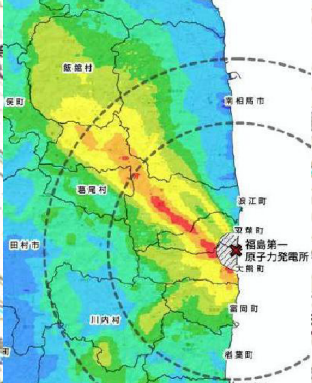 飯舘村
南相馬市
葛尾村
浪江町
双葉町
福島第一
原子力発電所
大熊町
田村市
富岡町
川内村
楢葉町